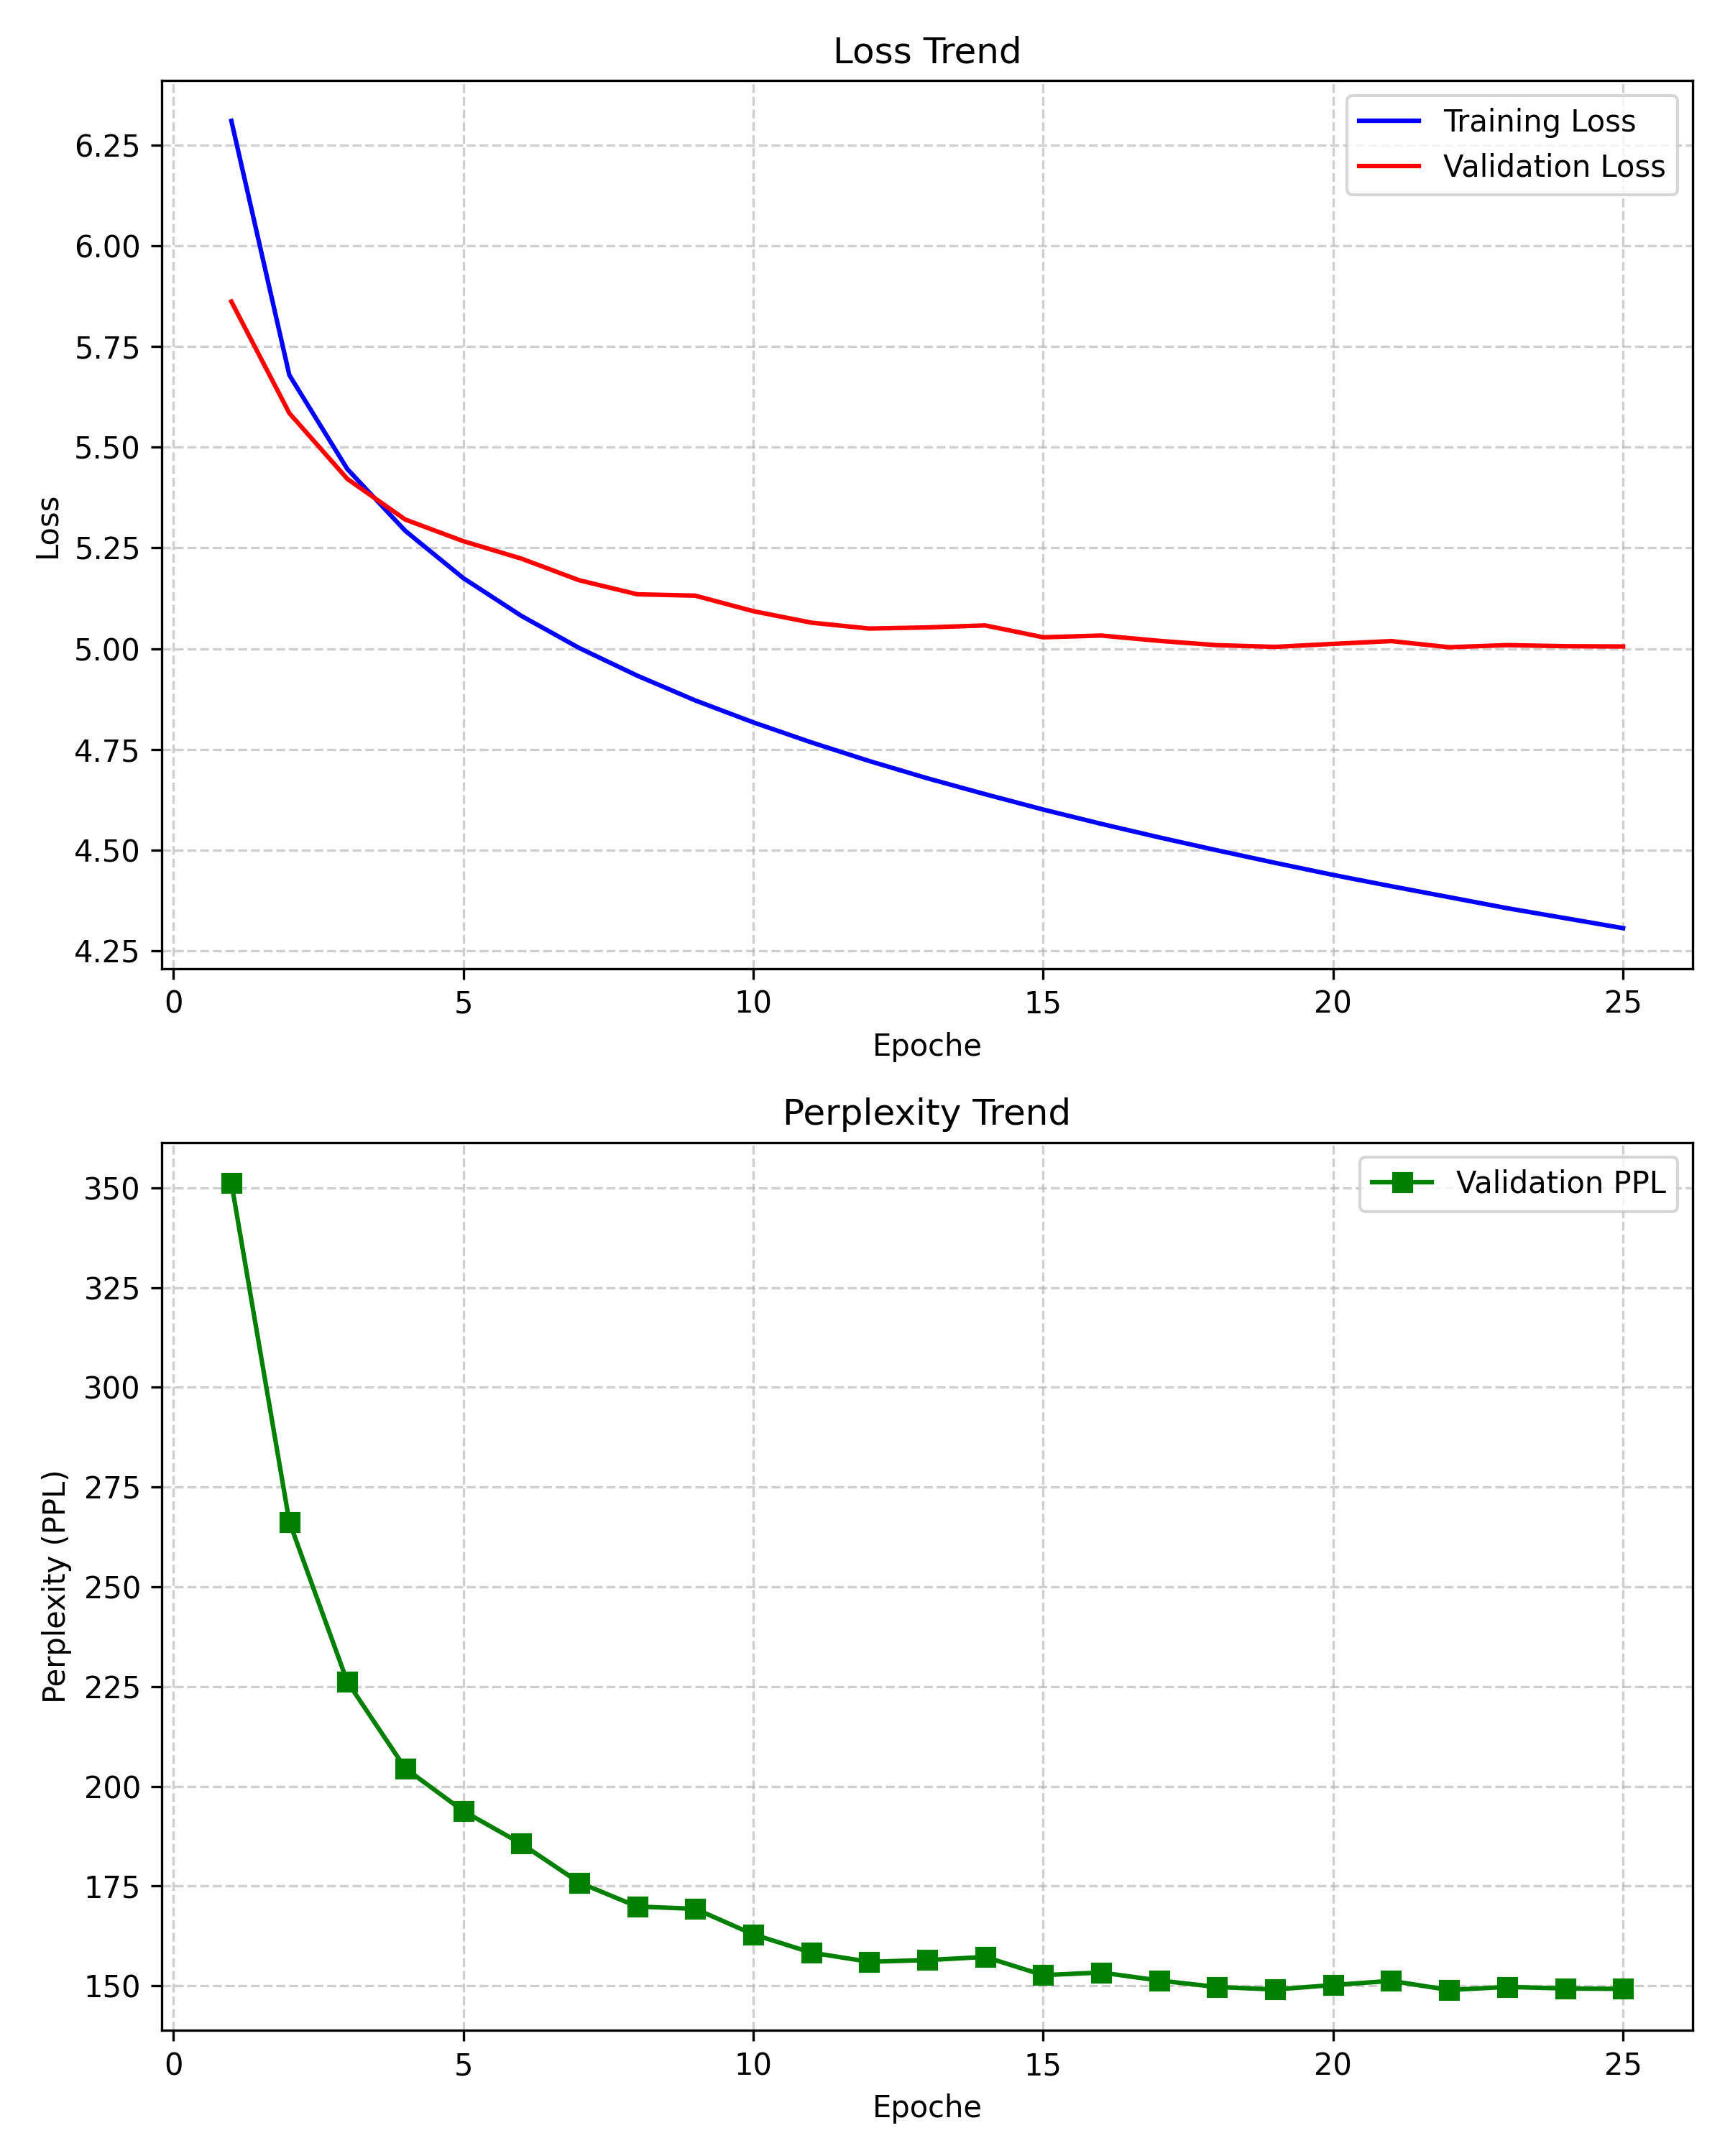 Loss Trend
Training Loss
Validation Loss
6.25
6.00
5.75
5.50
5.25
5.00
4.75
4.50
4.25
Loss
0 5 10 15 20 25
Epoche
Perplexity Trend
Validation PPL
350
325
300
275
250
225
200
175
150
Perplexity (PPL)
0 5 10 15 20 25
Epoche